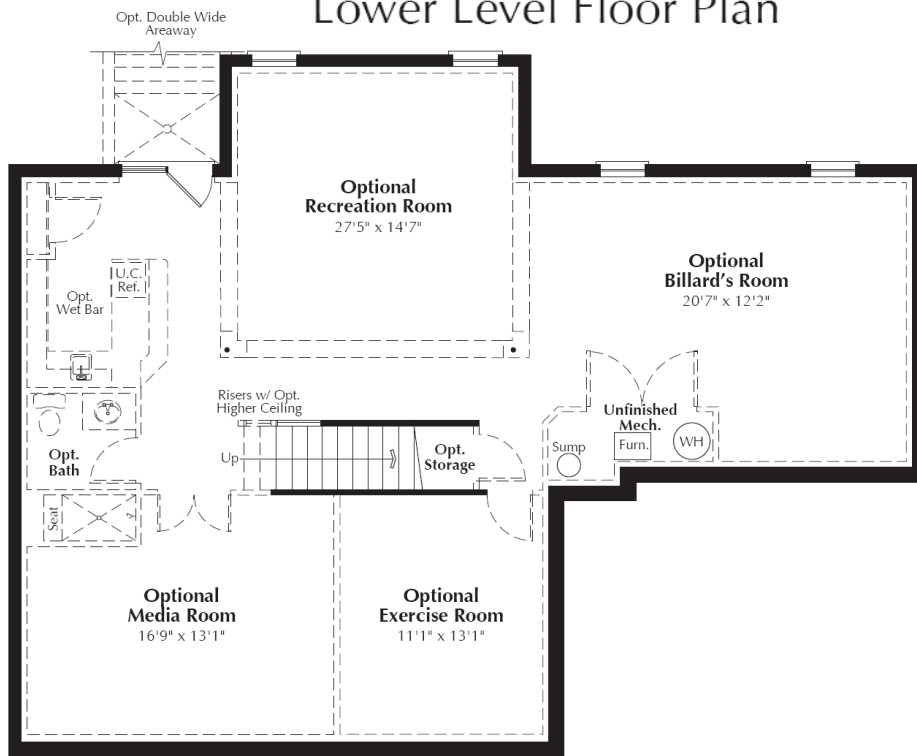 Lower Level Floor Plan
Opt. Double Wide
Areaway
Optional
Recreation Room
27'5" x 14'7"
Optional
Billard's Room
20'7" x 12'2"
U.C.
Ref.
Opt.
Wet Bar
Risers w/ Opt.
Higher Ceiling
Unfinished
Mech.
Opt.
Bath
Up
Opt.
Storage
Sump
Furn.
WH
Seat
Optional
Media Room
16'9" x 13'1"
Optional
Exercise Room
11'1" x 13'1"